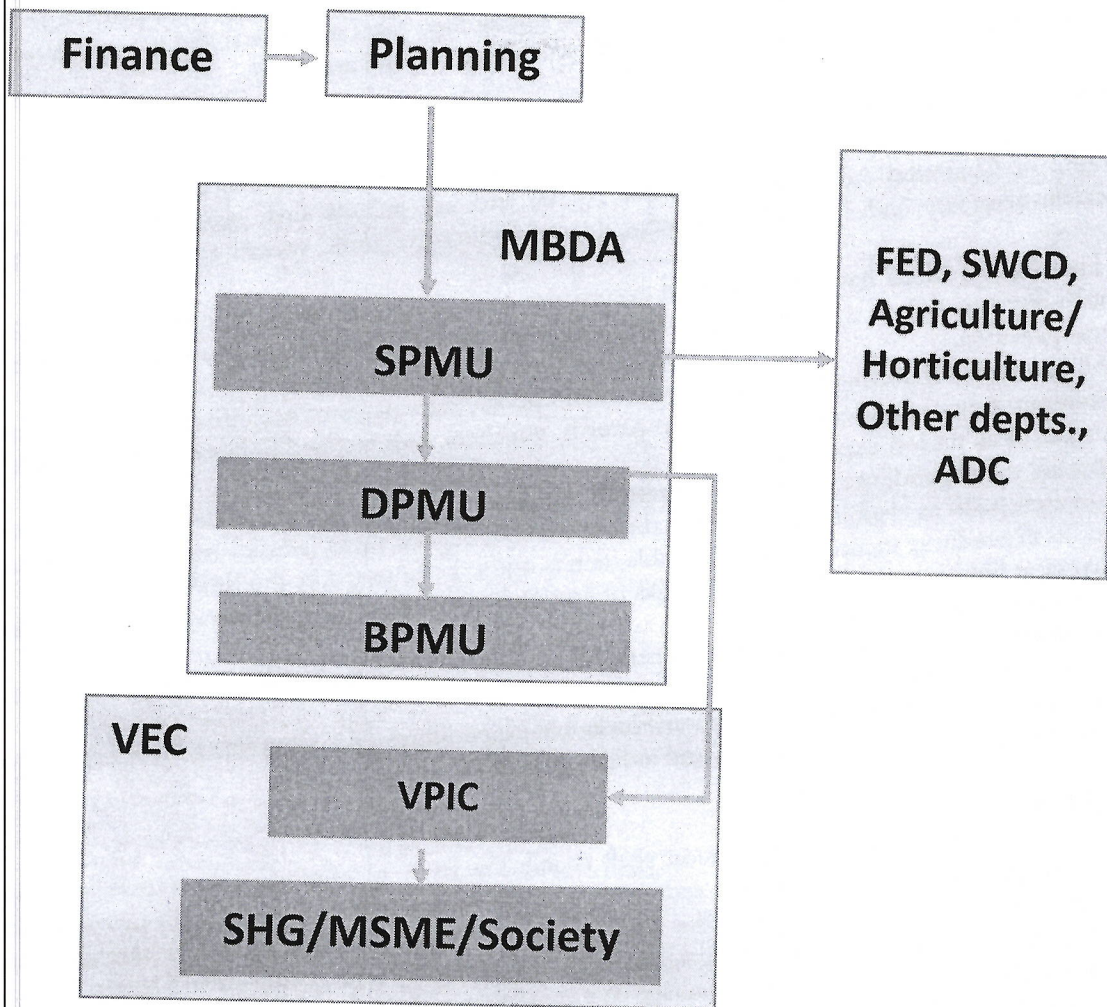 Finance
Planning
MBDA
SPMU
DPMU
BPMU
FED, SWCD,
Agriculture/
Horticulture,
Other depts.,
ADC
VEC
VPIC
SHG/MSME/Society